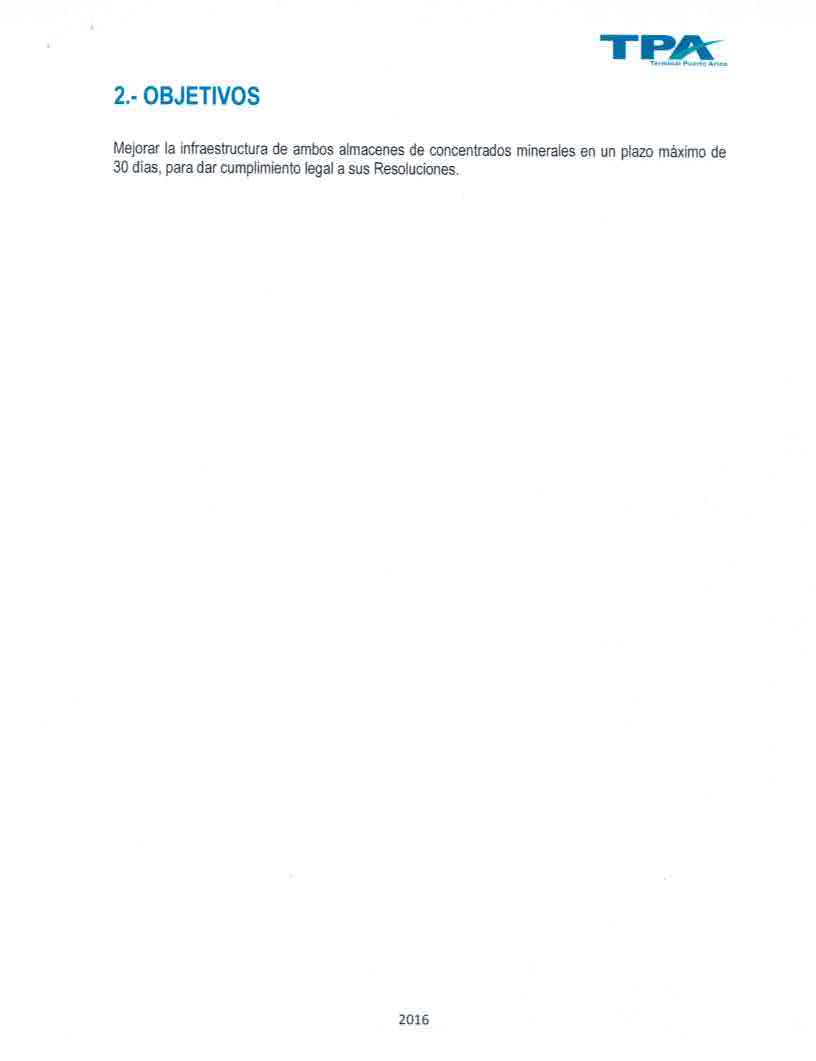 TPA
Terminal Puerto Arica
2.- OBJETIVOS
Mejorar la infraestructura de ambos almacenes de concentrados minerales en un plazo máximo de
30 días, para dar cumplimiento legal a sus Resoluciones.
2016